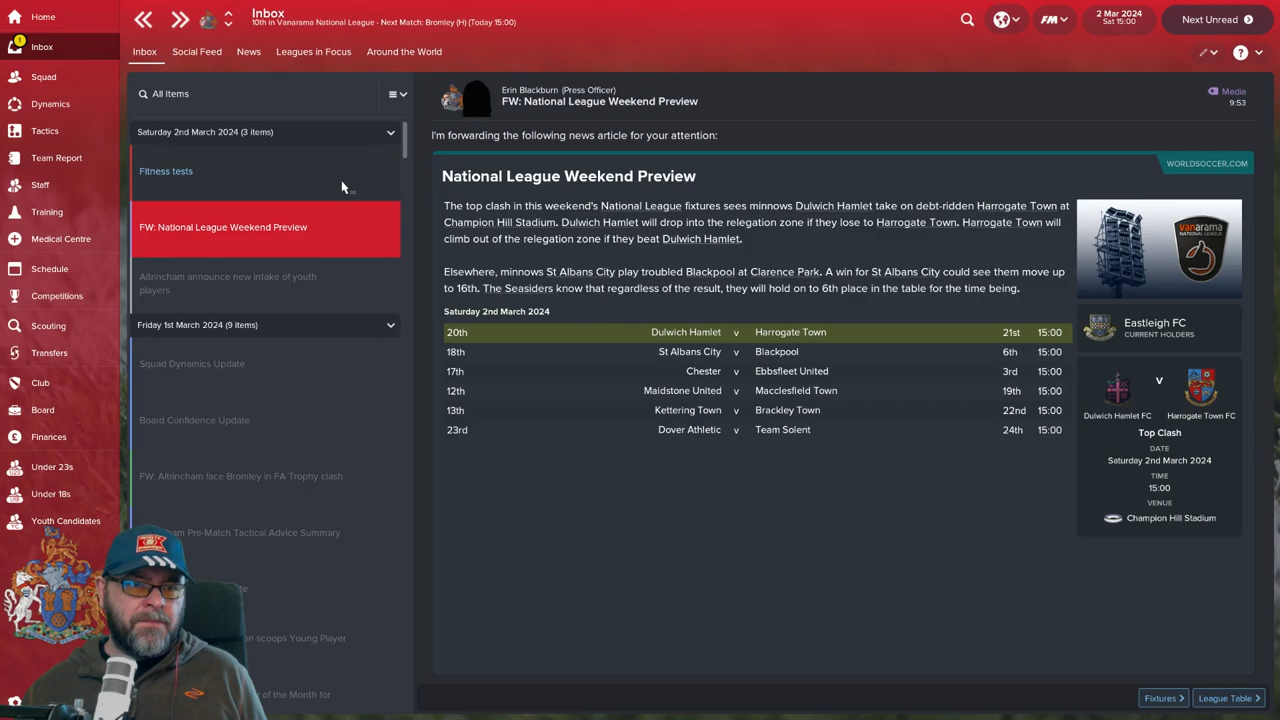 Home
Inbox
10th in Vanarama National League - Next Match: Bromley (H) (Today 15:00)
FM
2 Mar 2024
Sat 15:00
Next Unread
1
Inbox
Squad
Dynamics
Tactics
Team Report
Staff
Training
Medical Centre
Schedule
Competitions
Scouting
Transfers
Club
Board
Finances
U23
Under 23s
U18
Under 18s
YC
Youth Candidates
Inbox
Social Feed
News
Leagues in Focus
Around the World
?
All Items
Saturday 2nd March 2024 (3 items)
Fitness tests
FW: National League Weekend Preview
Altrincham announce new intake of youth
players
Friday 1st March 2024 (9 items)
Squad Dynamics Update
Board Confidence Update
FW: Altrincham face Bromley in FA Trophy clash
Pre-Match Tactical Advice Summary
scoops Young Player
of the Month for
Erin Blackburn (Press Officer)
FW: National League Weekend Preview
Media
9:53
I'm forwarding the following news article for your attention:
WORLDSOCCER.COM
National League Weekend Preview
The top clash in this weekend's National League fixtures sees minnows Dulwich Hamlet take on debt-ridden Harrogate Town at
Champion Hill Stadium. Dulwich Hamlet will drop into the relegation zone if they lose to Harrogate Town. Harrogate Town will
climb out of the relegation zone if they beat Dulwich Hamlet.
Elsewhere, minnows St Albans City play troubled Blackpool at Clarence Park. A win for St Albans City could see them move up
to 16th. The Seasiders know that regardless of the result, they will hold on to 6th place in the table for the time being.
Saturday 2nd March 2024
20th Dulwich Hamlet v Harrogate Town 21st 15:00
18th St Albans City v Blackpool 6th 15:00
17th Chester v Ebbsfleet United 3rd 15:00
12th Maidstone United v Macclesfield Town 19th 15:00
13th Kettering Town v Brackley Town 22nd 15:00
23rd Dover Athletic v Team Solent 24th 15:00
vanarama
NATIONAL LEAGUE
Eastleigh FC
CURRENT HOLDERS
V
Dulwich Hamlet FC
Harrogate Town FC
Top Clash
DATE
Saturday 2nd March 2024
TIME
15:00
VENUE
Champion Hill Stadium
Fixtures
League Table